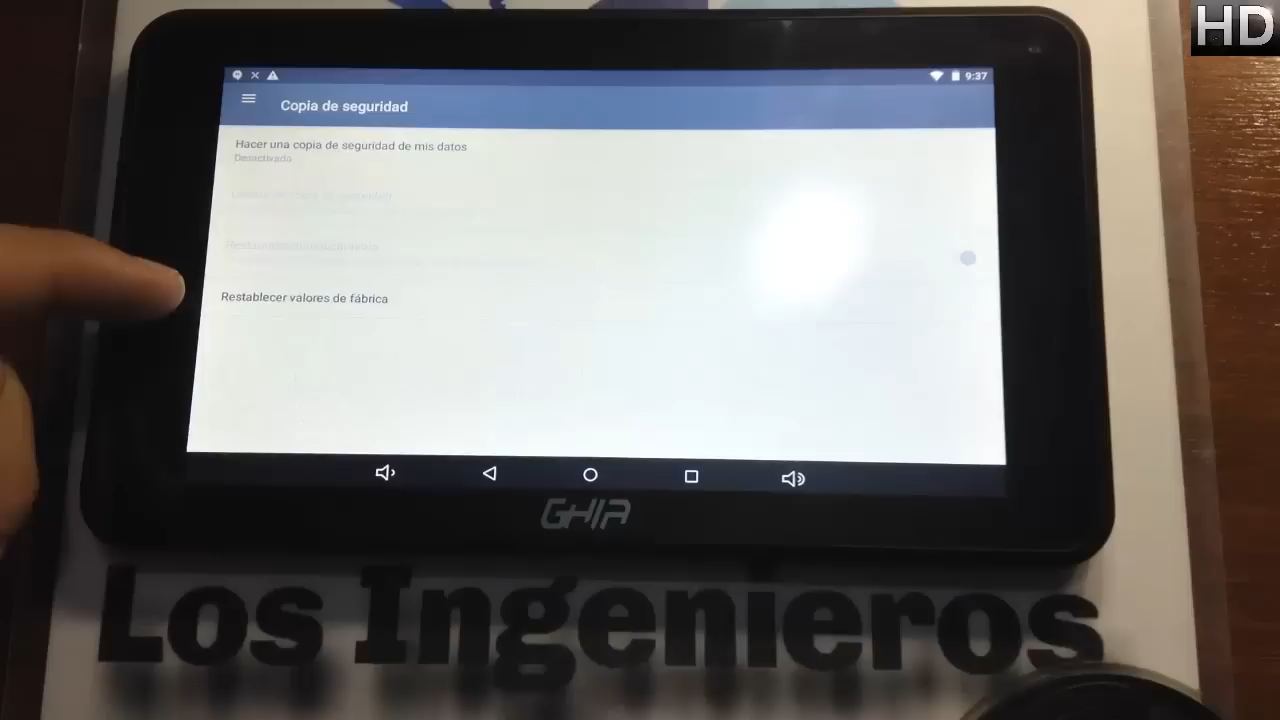 HD
9:37
Copia de seguridad
Hacer una copia de seguridad de mis datos
Desactivado
Restablecer valores de fábrica
GHIA
Los Ingenieros